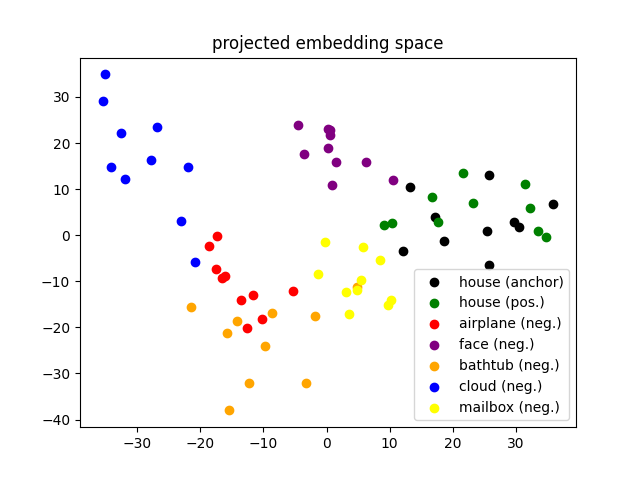 projected embedding space
30
20
10
0
−10
−20
−30
−40
−30
−20
−10
0
10
20
30
house (anchor)
house (pos.)
airplane (neg.)
face (neg.)
bathtub (neg.)
cloud (neg.)
mailbox (neg.)